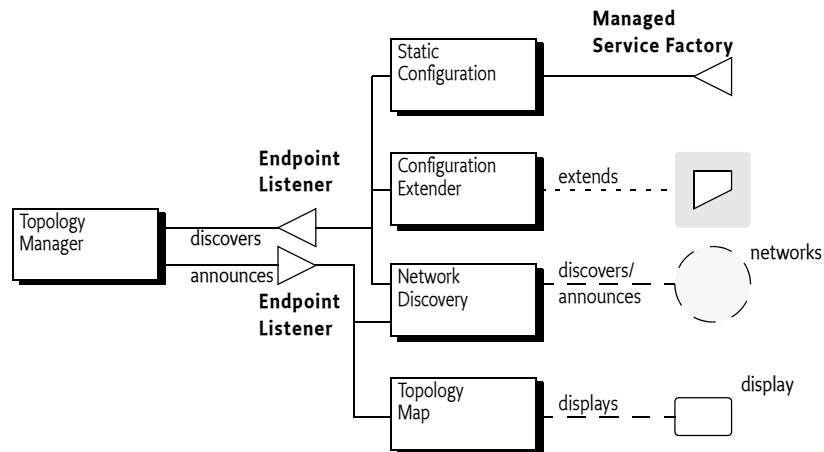 Managed
Service Factory
Static
Configuration
Endpoint
Listener
Configuration
Extender
extends
Topology
Manager
discovers
announces
Endpoint
Listener
Network
Discovery
discovers/
announces
networks
Topology
Map
displays
display